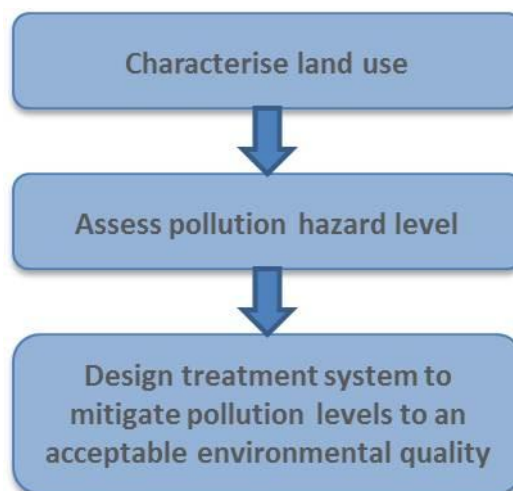 Characterise land use
Assess pollution hazard level
Design treatment system to
mitigate pollution levels to an
acceptable environmental quality